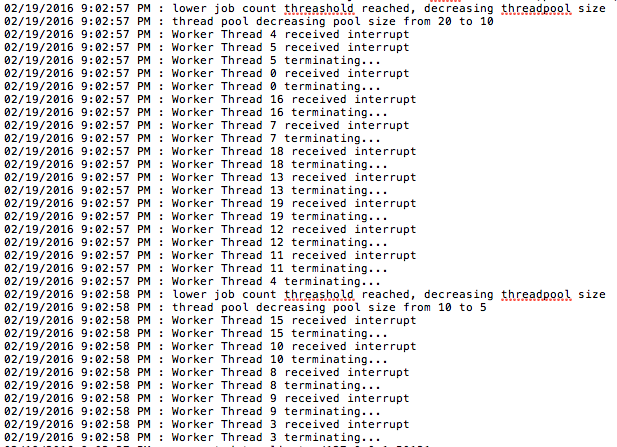 02/19/2016 9:02:57 PM : lower job count threashold reached, decreasing threadpool size
02/19/2016 9:02:57 PM : thread pool decreasing pool size from 20 to 10
02/19/2016 9:02:57 PM : Worker Thread 4 received interrupt
02/19/2016 9:02:57 PM : Worker Thread 5 received interrupt
02/19/2016 9:02:57 PM : Worker Thread 5 terminating...
02/19/2016 9:02:57 PM : Worker Thread 0 received interrupt
02/19/2016 9:02:57 PM : Worker Thread 0 terminating...
02/19/2016 9:02:57 PM : Worker Thread 16 received interrupt
02/19/2016 9:02:57 PM : Worker Thread 16 terminating...
02/19/2016 9:02:57 PM : Worker Thread 7 received interrupt
02/19/2016 9:02:57 PM : Worker Thread 7 terminating...
02/19/2016 9:02:57 PM : Worker Thread 18 received interrupt
02/19/2016 9:02:57 PM : Worker Thread 18 terminating...
02/19/2016 9:02:57 PM : Worker Thread 13 received interrupt
02/19/2016 9:02:57 PM : Worker Thread 13 terminating...
02/19/2016 9:02:57 PM : Worker Thread 19 received interrupt
02/19/2016 9:02:57 PM : Worker Thread 19 terminating...
02/19/2016 9:02:57 PM : Worker Thread 12 received interrupt
02/19/2016 9:02:57 PM : Worker Thread 12 terminating...
02/19/2016 9:02:57 PM : Worker Thread 11 received interrupt
02/19/2016 9:02:57 PM : Worker Thread 11 terminating...
02/19/2016 9:02:57 PM : Worker Thread 4 terminating...
02/19/2016 9:02:58 PM : lower job count threashold reached, decreasing threadpool size
02/19/2016 9:02:58 PM : thread pool decreasing pool size from 10 to 5
02/19/2016 9:02:58 PM : Worker Thread 15 received interrupt
02/19/2016 9:02:58 PM : Worker Thread 15 terminating...
02/19/2016 9:02:58 PM : Worker Thread 10 received interrupt
02/19/2016 9:02:58 PM : Worker Thread 10 terminating...
02/19/2016 9:02:58 PM : Worker Thread 8 received interrupt
02/19/2016 9:02:58 PM : Worker Thread 8 terminating...
02/19/2016 9:02:58 PM : Worker Thread 9 received interrupt
02/19/2016 9:02:58 PM : Worker Thread 9 terminating...
02/19/2016 9:02:58 PM : Worker Thread 3 received interrupt
02/19/2016 9:02:58 PM : Worker Thread 3 terminating...